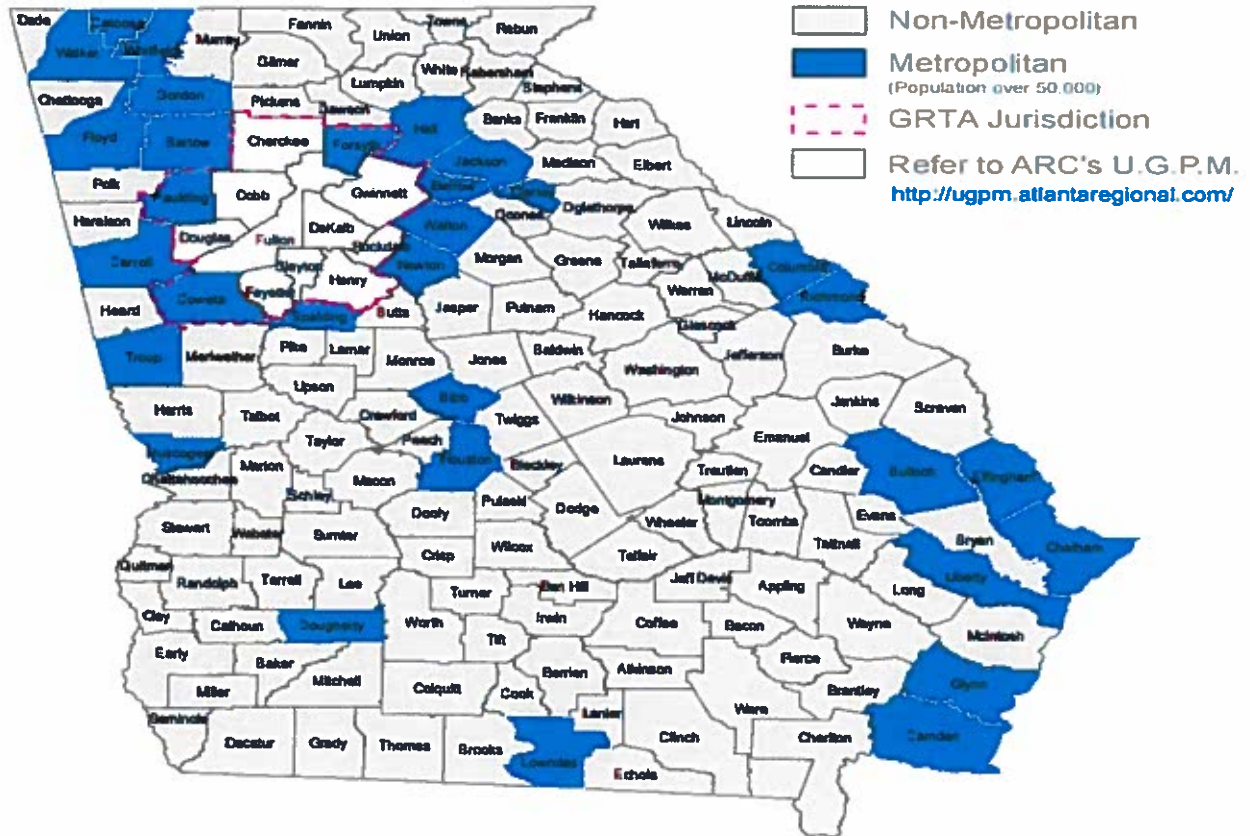 Non-Metropolitan
Metropolitan
(Population over 50,000)
GRTA Jurisdiction
Refer to ARC's U.G.P.M.
http://ugpm.atlantaregional.com/
Dade
Catoosa
Walker
Whitfield
Murray
Fannin
Union
Towns
Rabun
Gilmer
Lumpkin
White
Habersham
Stephens
Chattooga
Gordon
Pickens
Dawson
Banks
Franklin
Hart
Floyd
Bartow
Cherokee
Forsyth
Hall
Jackson
Madison
Elbert
Polk
Paulding
Cobb
Gwinnett
Barrow
Clarke
Oconee
Oglethorpe
Wilkes
Lincoln
Haralson
Douglas
Fulton
DeKalb
Rockdale
Walton
Morgan
Greene
Taliaferro
McDuffie
Columbia
Carroll
Clayton
Henry
Newton
Warren
Richmond
Heard
Coweta
Fayette
Spalding
Butts
Jasper
Putnam
Hancock
Glascock
Jefferson
Burke
Troup
Meriwether
Pike
Lamar
Monroe
Jones
Baldwin
Washington
Upson
Harris
Talbot
Crawford
Bibb
Twiggs
Wilkinson
Johnson
Jenkins
Screven
Muscogee
Taylor
Peach
Houston
Bleckley
Laurens
Emanuel
Treutlen
Candler
Bulloch
Effingham
Chattahoochee
Marion
Schley
Macon
Pulaski
Dodge
Montgomery
Wheeler
Toombs
Evans
Tattnall
Bryan
Chatham
Stewart
Webster
Sumter
Dooly
Crisp
Wilcox
Telfair
Liberty
Quitman
Randolph
Terrell
Lee
Turner
Ben Hill
Jeff Davis
Appling
Long
Clay
Calhoun
Dougherty
Worth
Tift
Irwin
Coffee
Bacon
Wayne
McIntosh
Early
Baker
Mitchell
Colquitt
Cook
Berrien
Atkinson
Pierce
Miller
Lanier
Ware
Brantley
Glynn
Seminole
Decatur
Grady
Thomas
Brooks
Lowndes
Clinch
Echols
Charlton
Camden